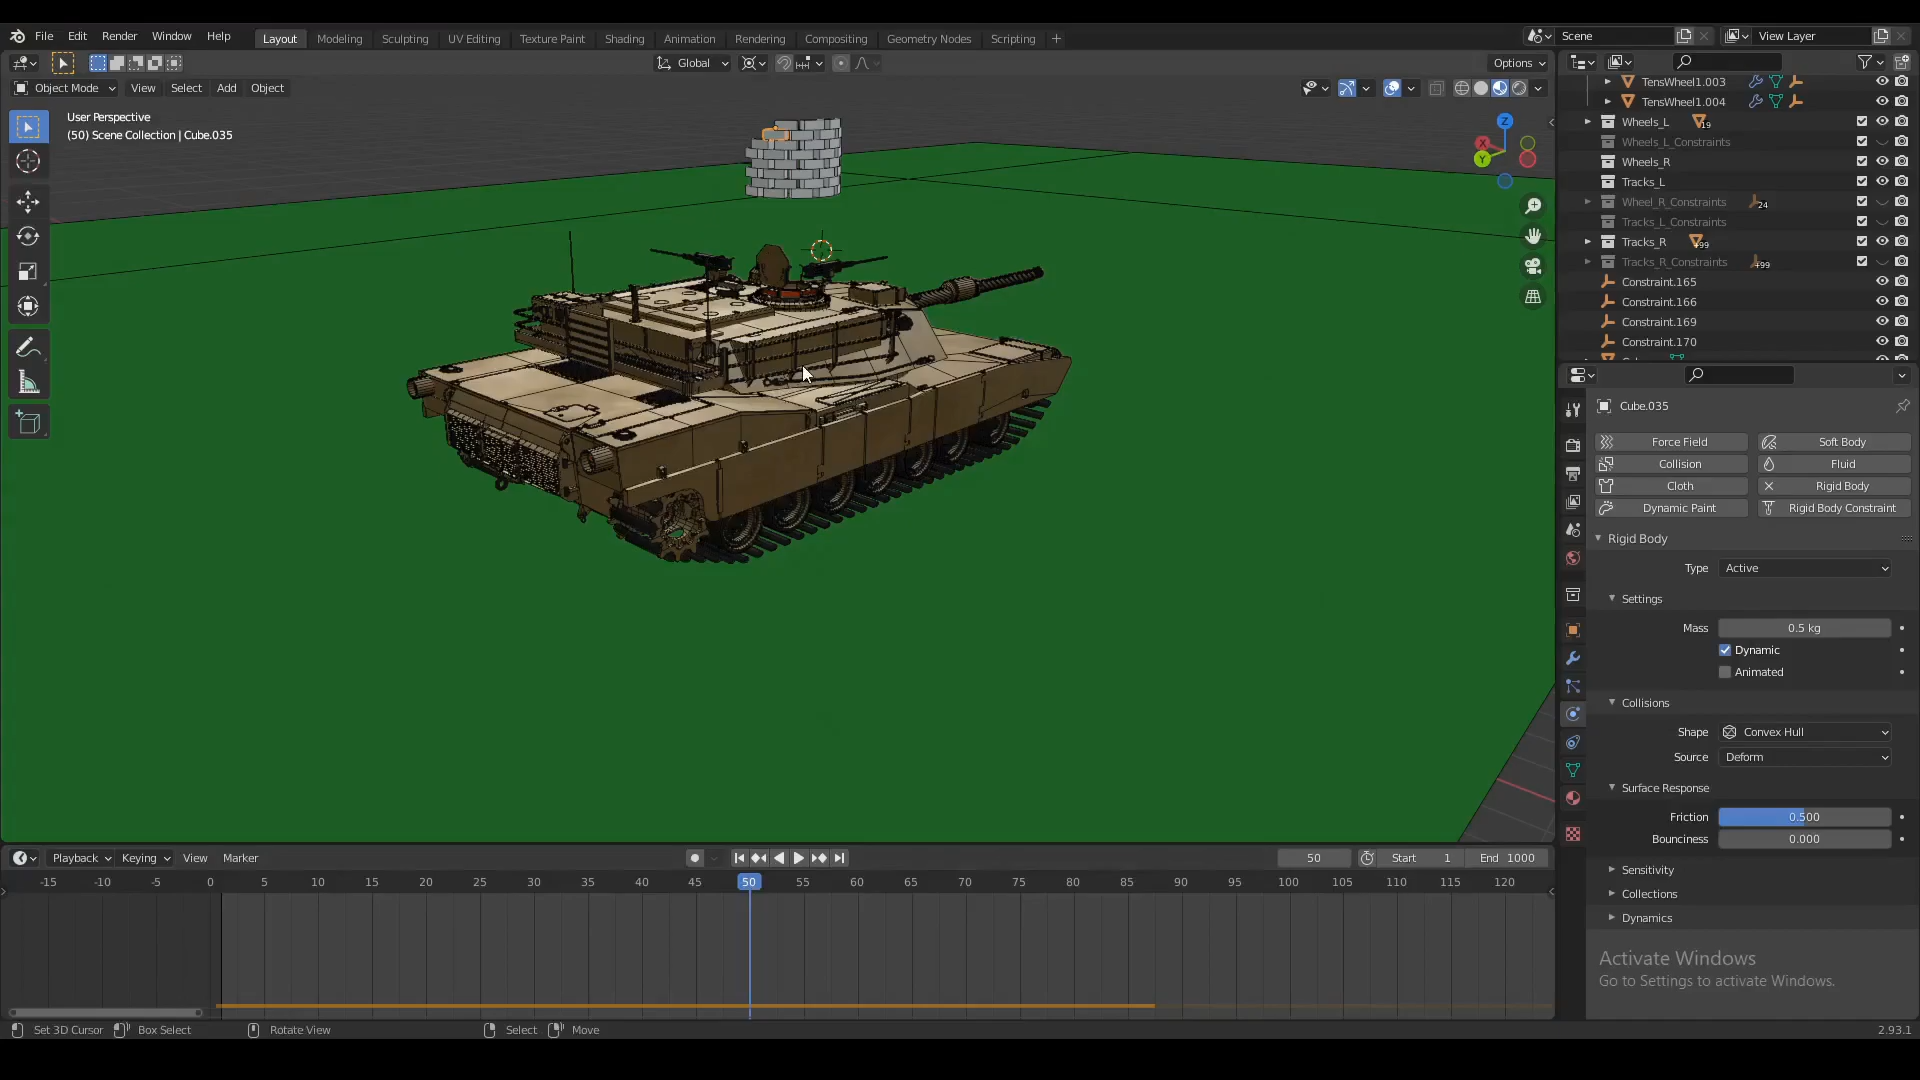 File Edit Render Window Help Layout Modeling Sculpting UV Editing Texture Paint Shading Animation Rendering Compositing Geometry Nodes Scripting + Scene View Layer
Global Options
Object Mode View Select Add Object
User Perspective
(50) Scene Collection | Cube.035
Z
X
Y
TensWheel1.003
TensWheel1.004
Wheels_L 19
Wheels_L_Constraints
Wheels_R
Tracks_L
Wheel_R_Constraints 24
Tracks_L_Constraints
Tracks_R +99
Tracks_R_Constraints +99
Constraint.165
Constraint.166
Constraint.169
Constraint.170
Cube.035
Force Field Soft Body
Collision Fluid
Cloth Rigid Body
Dynamic Paint Rigid Body Constraint
Rigid Body
Type Active
Settings
Mass 0.5 kg
Dynamic
Animated
Collisions
Shape Convex Hull
Source Deform
Surface Response
Friction 0.500
Bounciness 0.000
Sensitivity
Collections
Dynamics
Activate Windows
Go to Settings to activate Windows.
Playback Keying View Marker 50 Start 1 End 1000
-15 -10 -5 0 5 10 15 20 25 30 35 40 45 50 55 60 65 70 75 80 85 90 95 100 105 110 115 120
Set 3D Cursor Box Select Rotate View Select Move 2.93.1